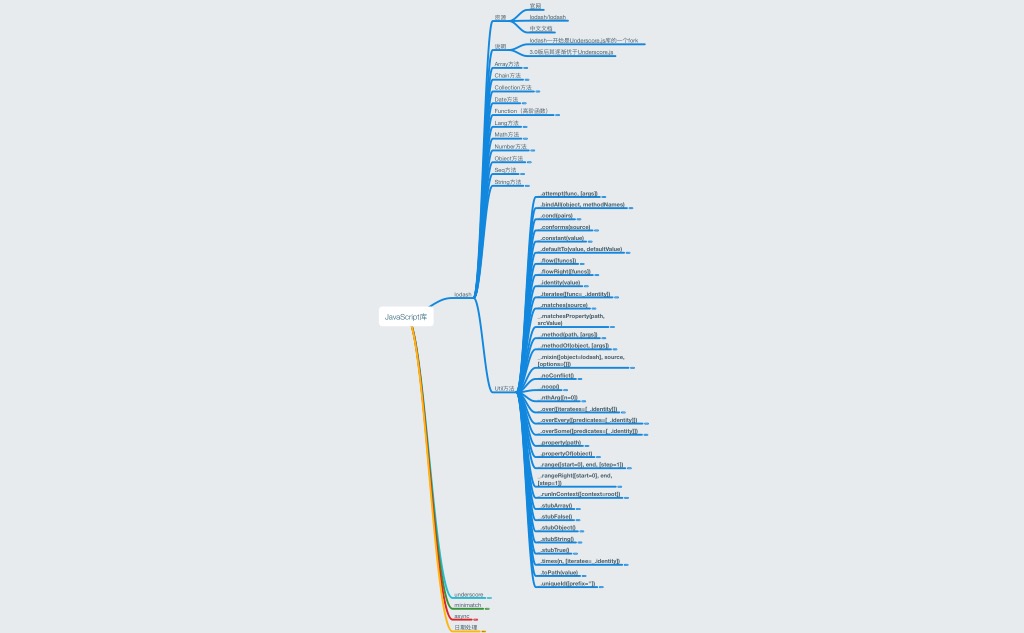 官网
资源
lodash/lodash
中文文档
lodash一开始是Underscore.js库的一个fork
说明
3.0版后其逐渐优于Underscore.js
Array方法
Chain方法
Collection方法
Date方法
Function（高阶函数）
Lang方法
Math方法
Number方法
Object方法
Seq方法
String方法
_.attempt(func, [args])
_.bindAll(object, methodNames)
_.cond(pairs)
_.conforms(source)
_.constant(value)
_.defaultTo(value, defaultValue)
_.flow([funcs])
_.flowRight([funcs])
_.identity(value)
_.iteratee([func=_.identity])
lodash
_.matches(source)
_.matchesProperty(path,
srcValue)
JavaScript库
_.method(path, [args])
_.methodOf(object, [args])
_.mixin([object=lodash], source,
[options={}])
_.noConflict()
_.noop()
Util方法
_.nthArg([n=0])
_.over([iteratees=[_.identity]])
_.overEvery([predicates=[_.identity]])
_.overSome([predicates=[_.identity]])
_.property(path)
_.propertyOf(object)
_.range([start=0], end, [step=1])
_.rangeRight([start=0], end,
[step=1])
_.runInContext([context=root])
_.stubArray()
_.stubFalse()
_.stubObject()
_.stubString()
_.stubTrue()
_.times(n, [iteratee=_.identity])
_.toPath(value)
_.uniqueId([prefix=''])
underscore
minimatch
async
日期处理